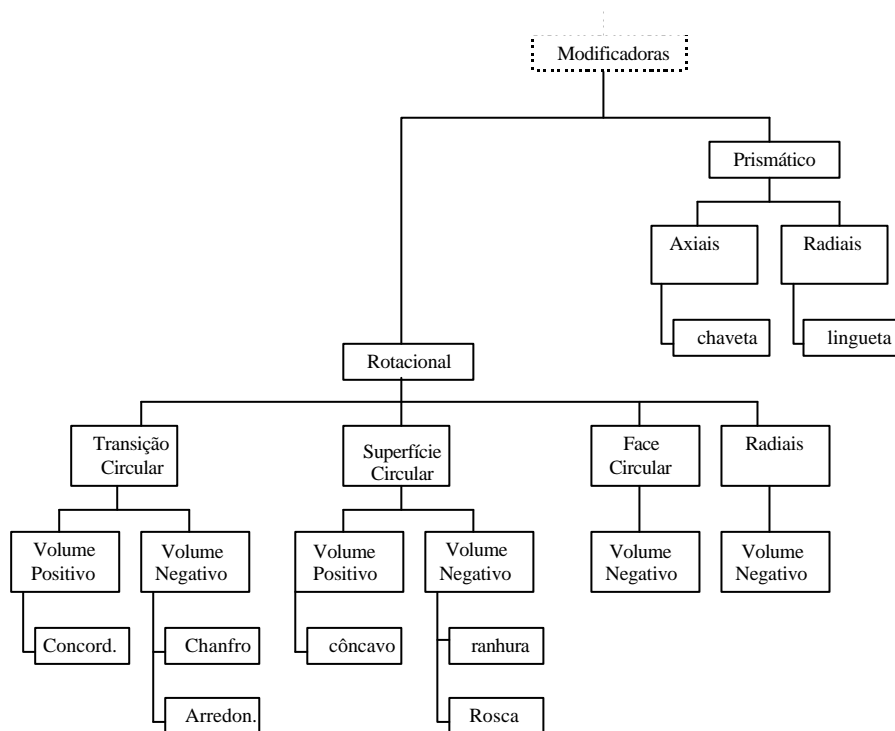 Modificadoras
Prismático
Axiais
Radiais
chaveta
lingueta
Rotacional
Transição
Circular
Superfície
Circular
Face
Circular
Radiais
Volume
Positivo
Volume
Negativo
Volume
Positivo
Volume
Negativo
Volume
Negativo
Volume
Negativo
Concord.
Chanfro
côncavo
ranhura
Arredon.
Rosca